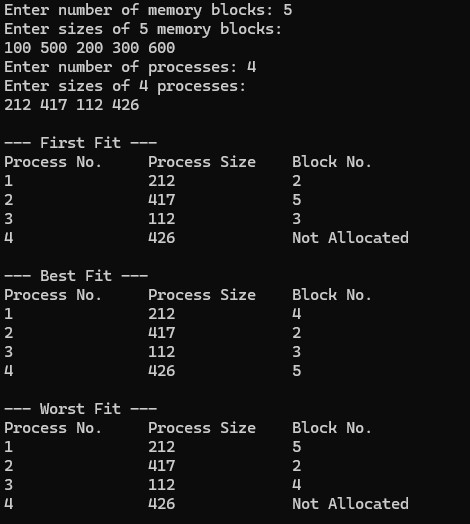 Enter number of memory blocks: 5
Enter sizes of 5 memory blocks:
100 500 200 300 600
Enter number of processes: 4
Enter sizes of 4 processes:
212 417 112 426
--- First Fit ---
Process No. Process Size Block No.
1 212 2
2 417 5
3 112 3
4 426 Not Allocated
--- Best Fit ---
Process No. Process Size Block No.
1 212 4
2 417 2
3 112 3
4 426 5
--- Worst Fit ---
Process No. Process Size Block No.
1 212 5
2 417 2
3 112 4
4 426 Not Allocated